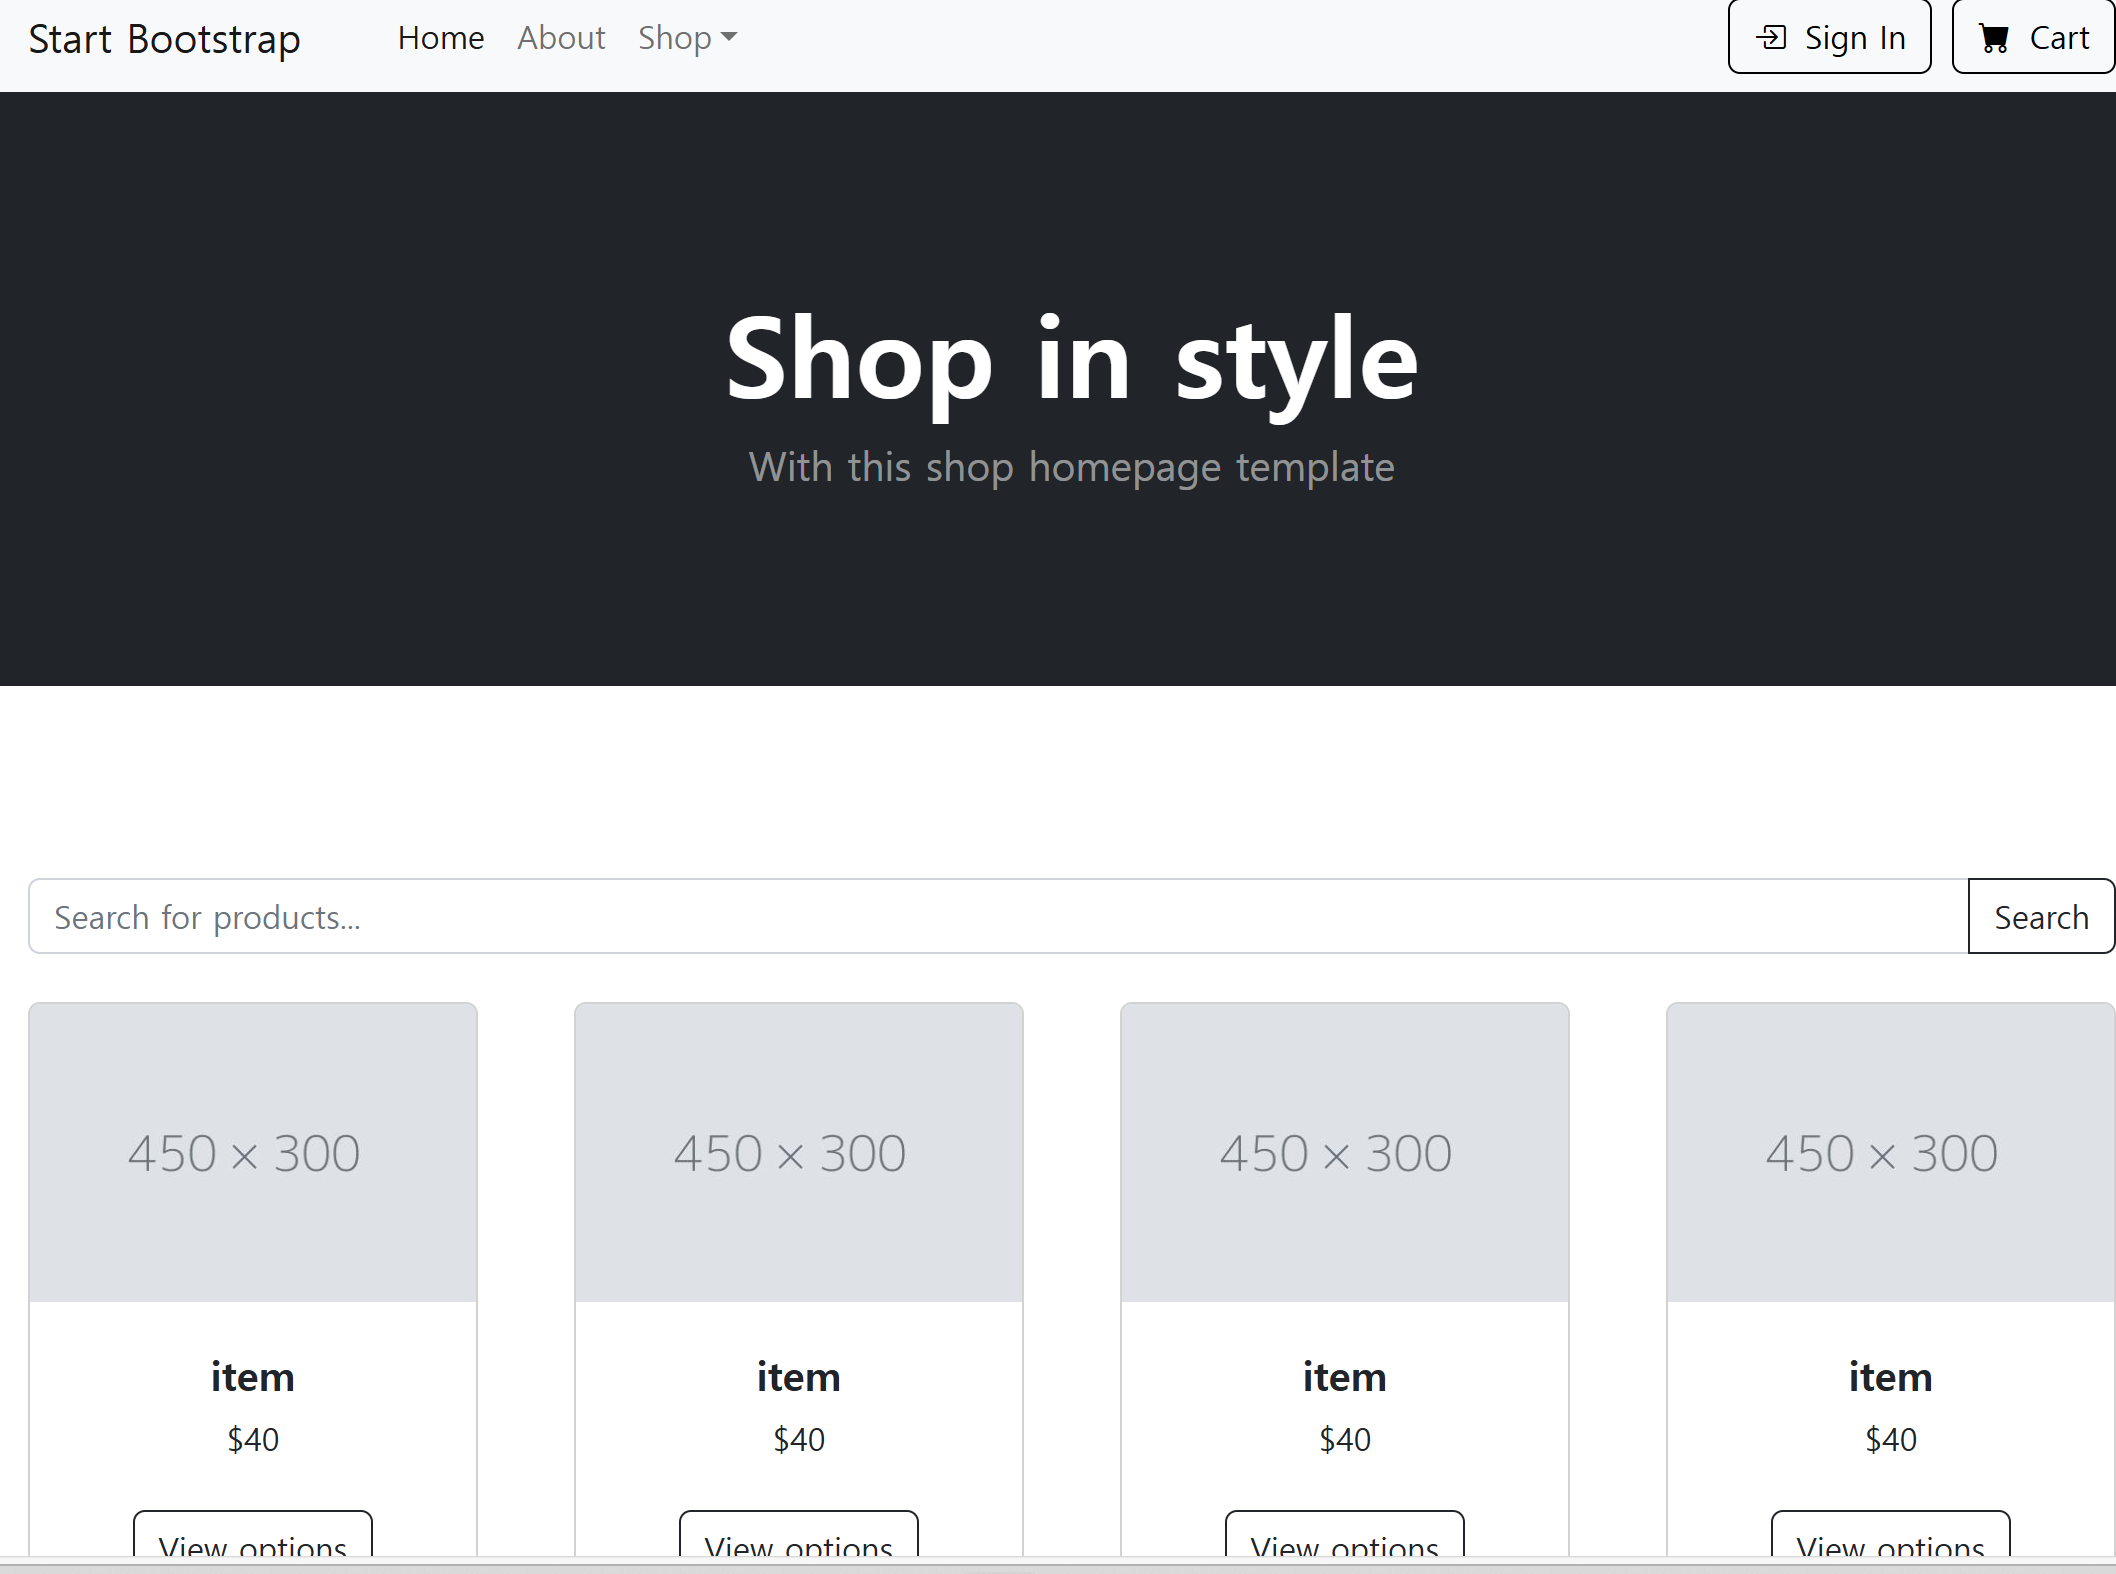 Start Bootstrap Home About Shop Sign In Cart
Shop in style
With this shop homepage template
Search for products... Search
450 × 300 450 × 300 450 × 300 450 × 300
item item item item
$40 $40 $40 $40
View options View options View options View options